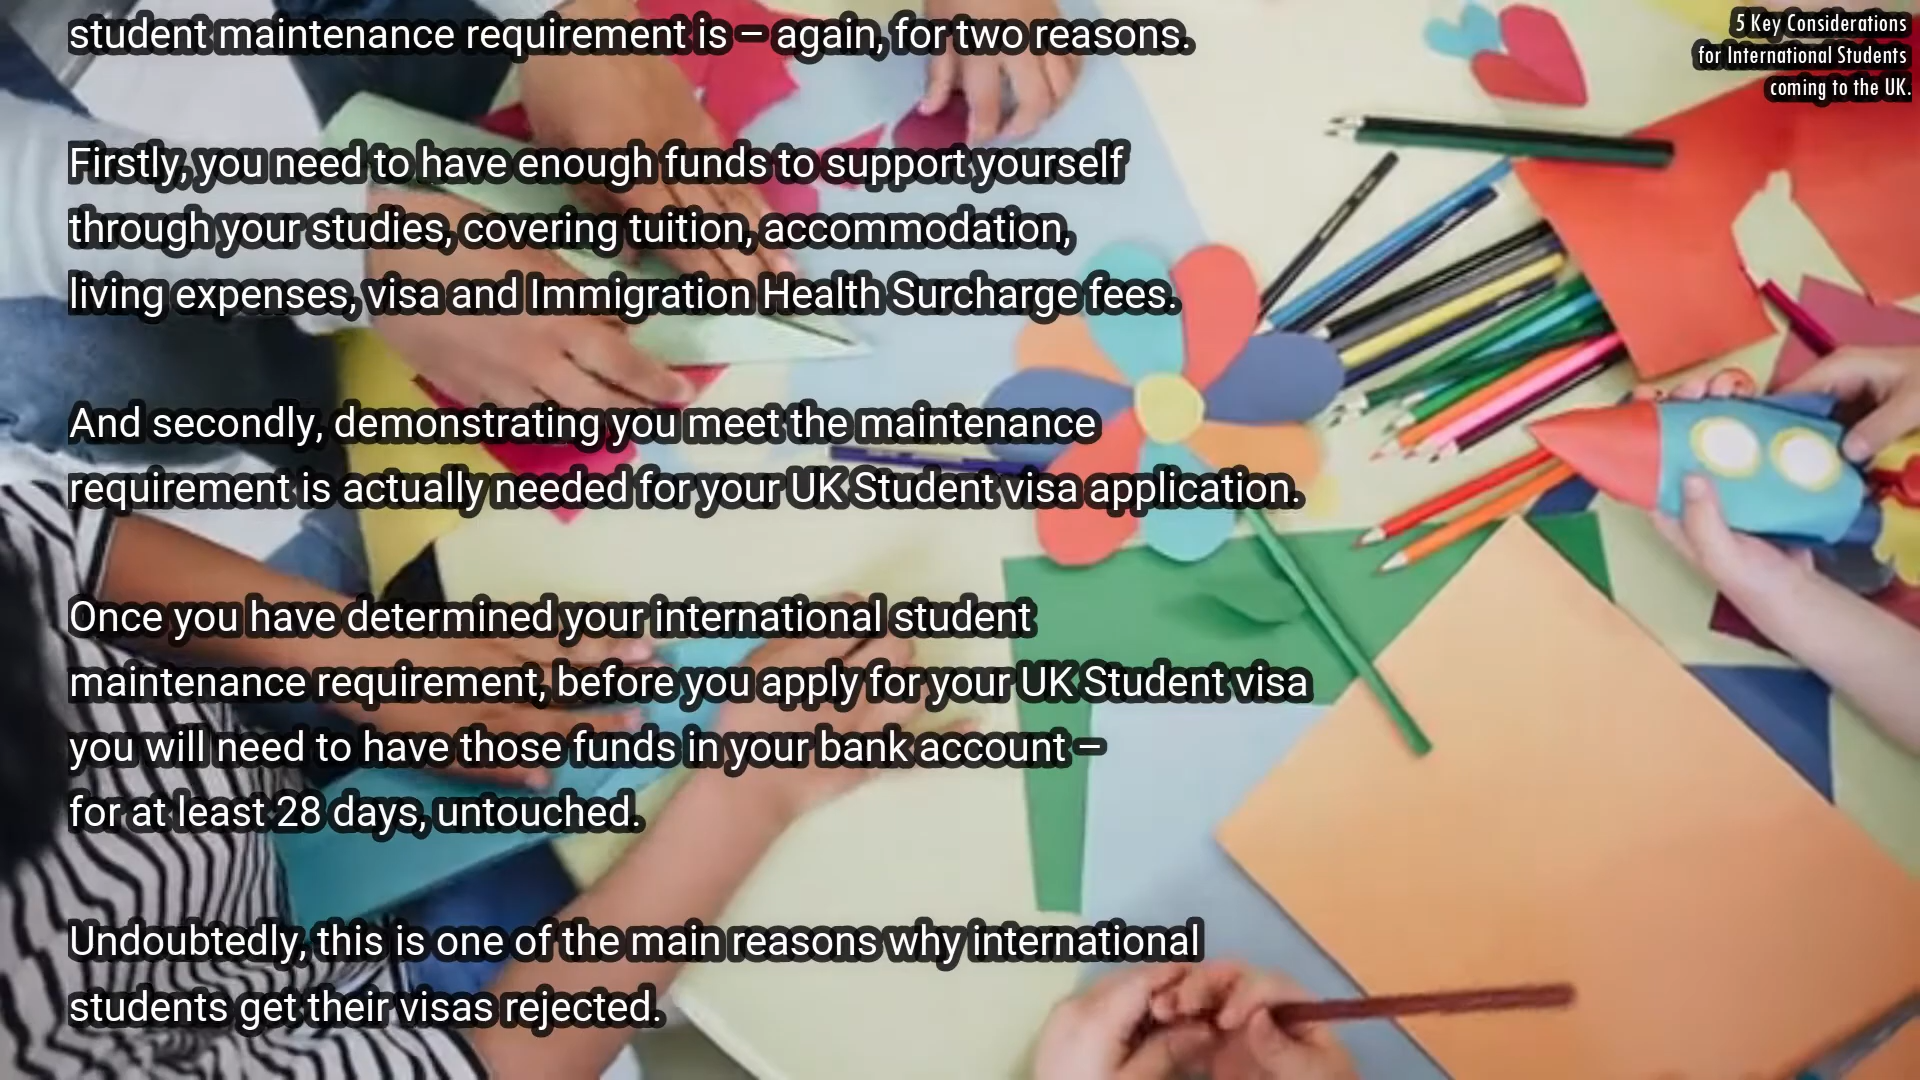 student maintenance requirement is – again, for two reasons.
Firstly, you need to have enough funds to support yourself
through your studies, covering tuition, accommodation,
living expenses, visa and Immigration Health Surcharge fees.
And secondly, demonstrating you meet the maintenance
requirement is actually needed for your UK Student visa application.
Once you have determined your international student
maintenance requirement, before you apply for your UK Student visa
you will need to have those funds in your bank account –
for at least 28 days, untouched.
Undoubtedly, this is one of the main reasons why international
students get their visas rejected.
5 Key Considerations
for International Students
coming to the UK.